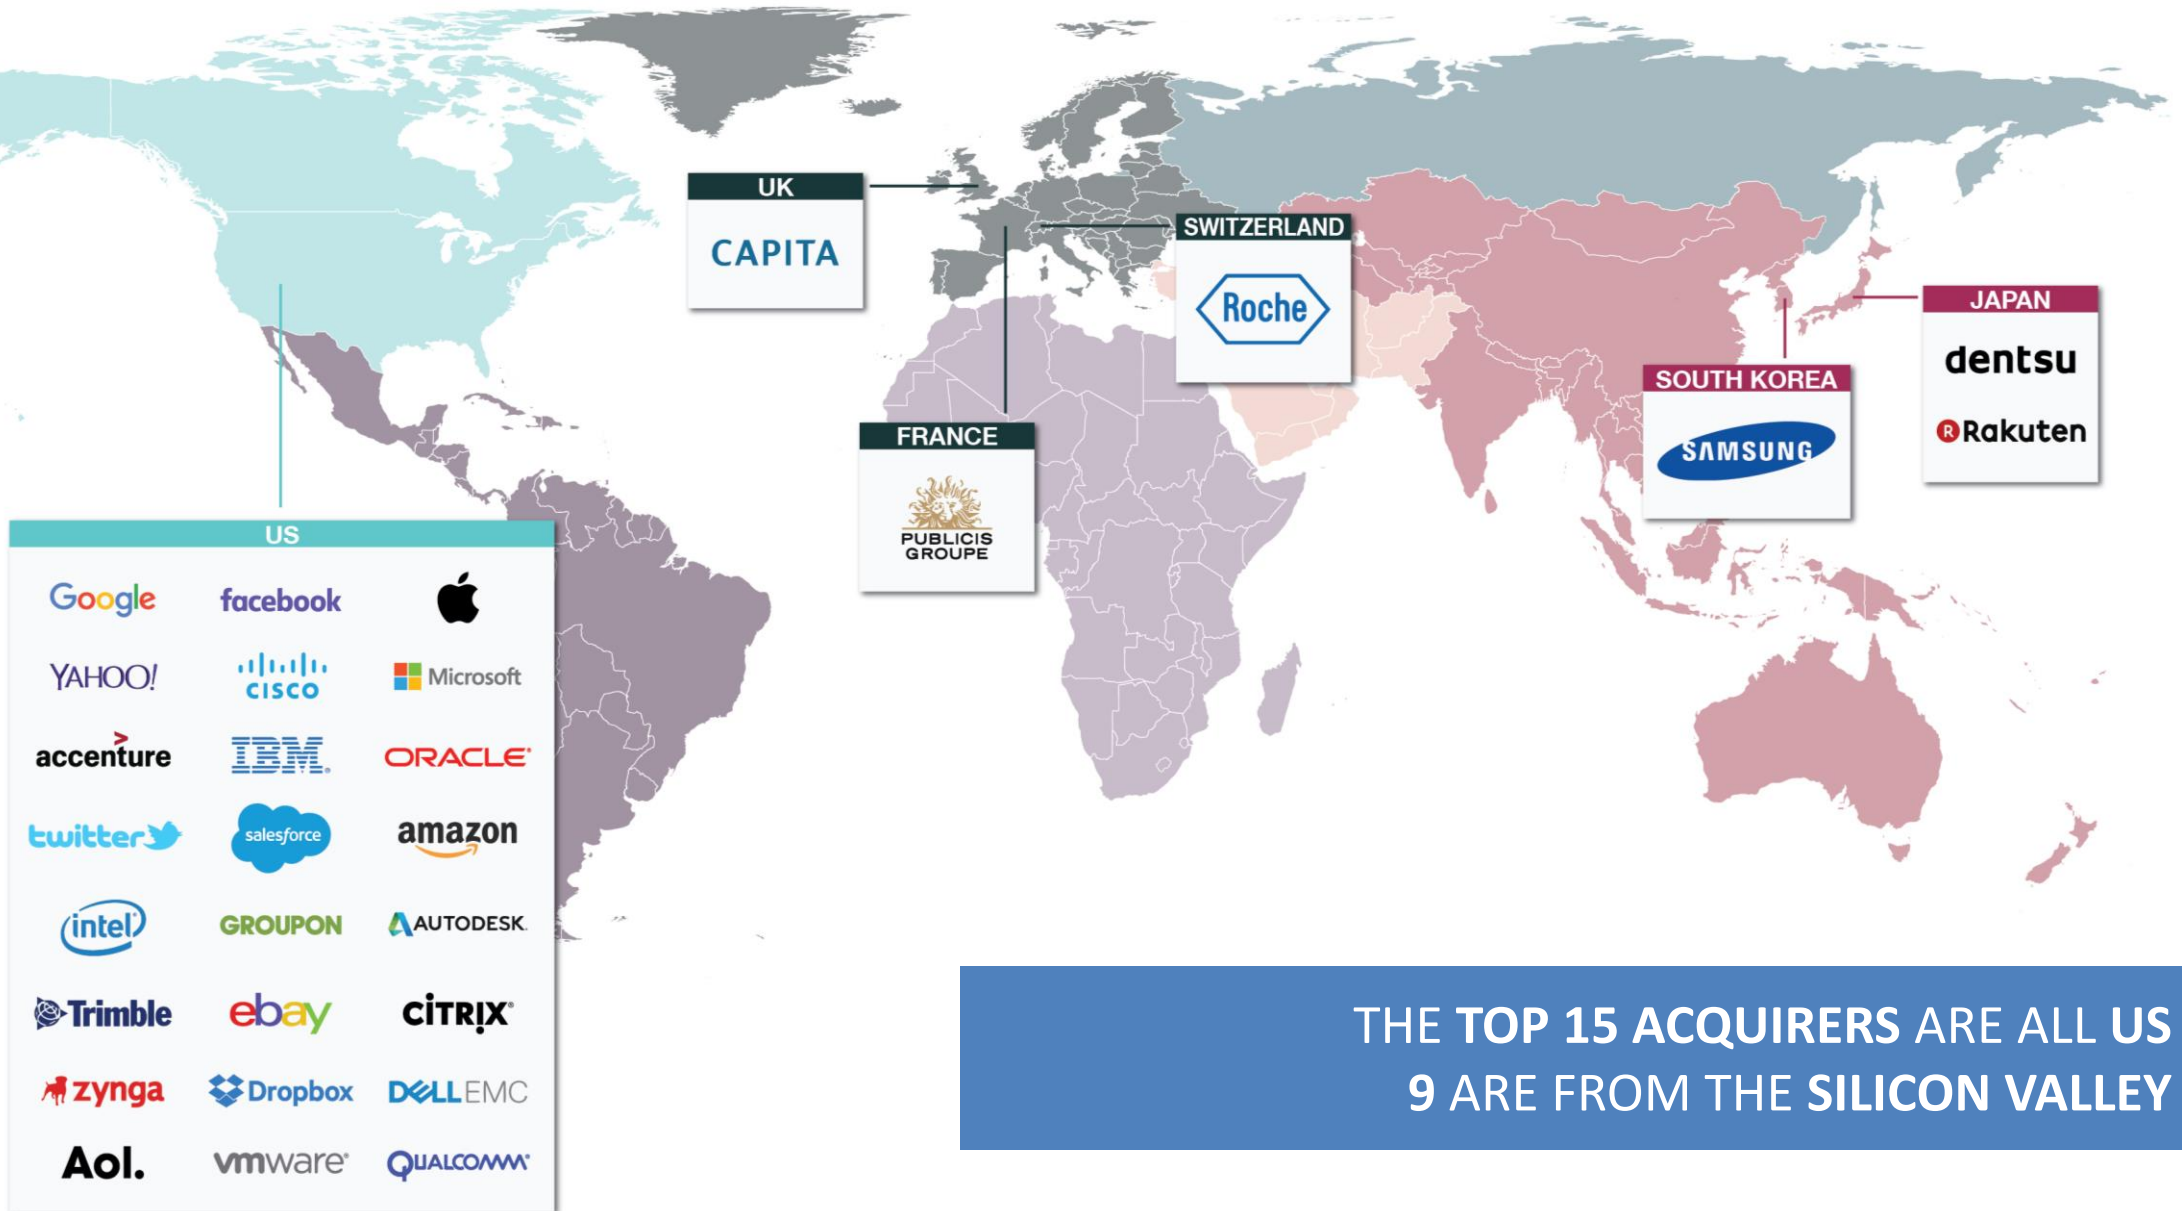 UK
CAPITA
SWITZERLAND
Roche
FRANCE
PUBLICIS
GROUPE
SOUTH KOREA
SAMSUNG
JAPAN
dentsu
R Rakuten
US
Google facebook
YAHOO! CISCO Microsoft
accenture IBM ORACLE
twitter salesforce amazon
intel GROUPON AUTODESK.
Trimble ebay CITRIX
zynga Dropbox DELLEMC
Aol. vmware QUALCOMM
THE TOP 15 ACQUIRERS ARE ALL US
9 ARE FROM THE SILICON VALLEY